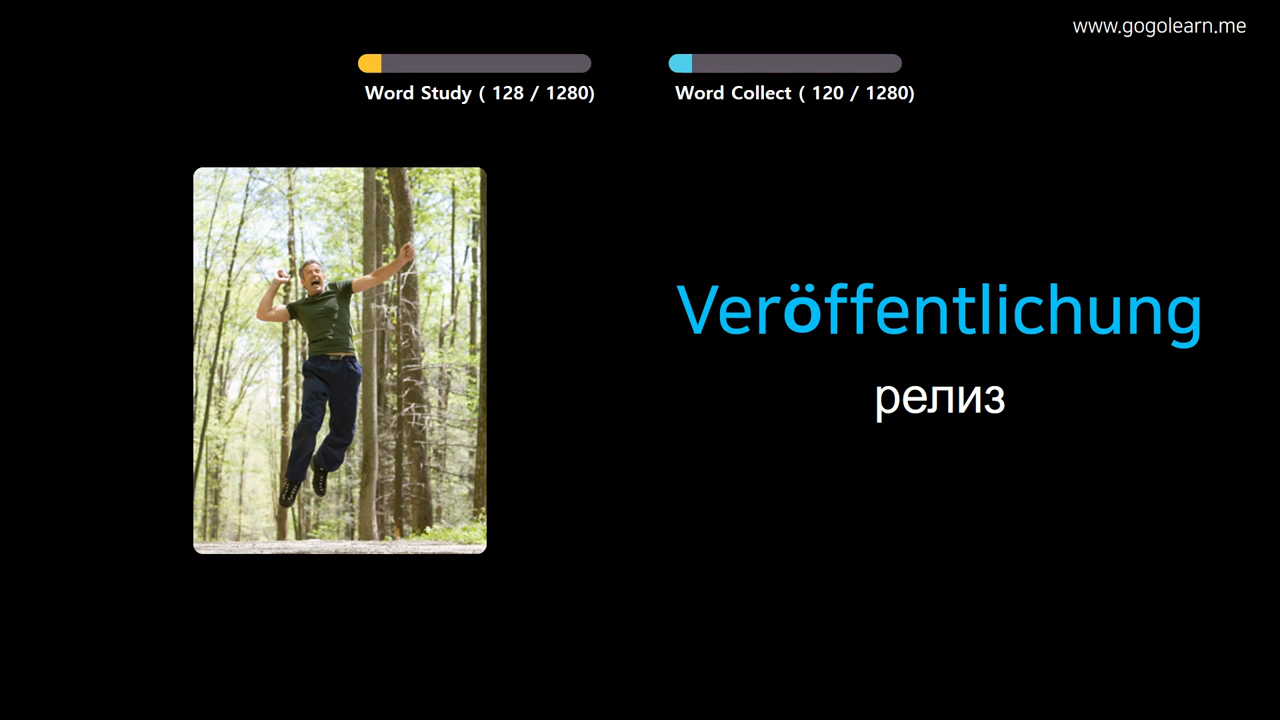 www.gogolearn.me
Word Study ( 128 / 1280)
Word Collect ( 120 / 1280)
Veröffentlichung
релиз